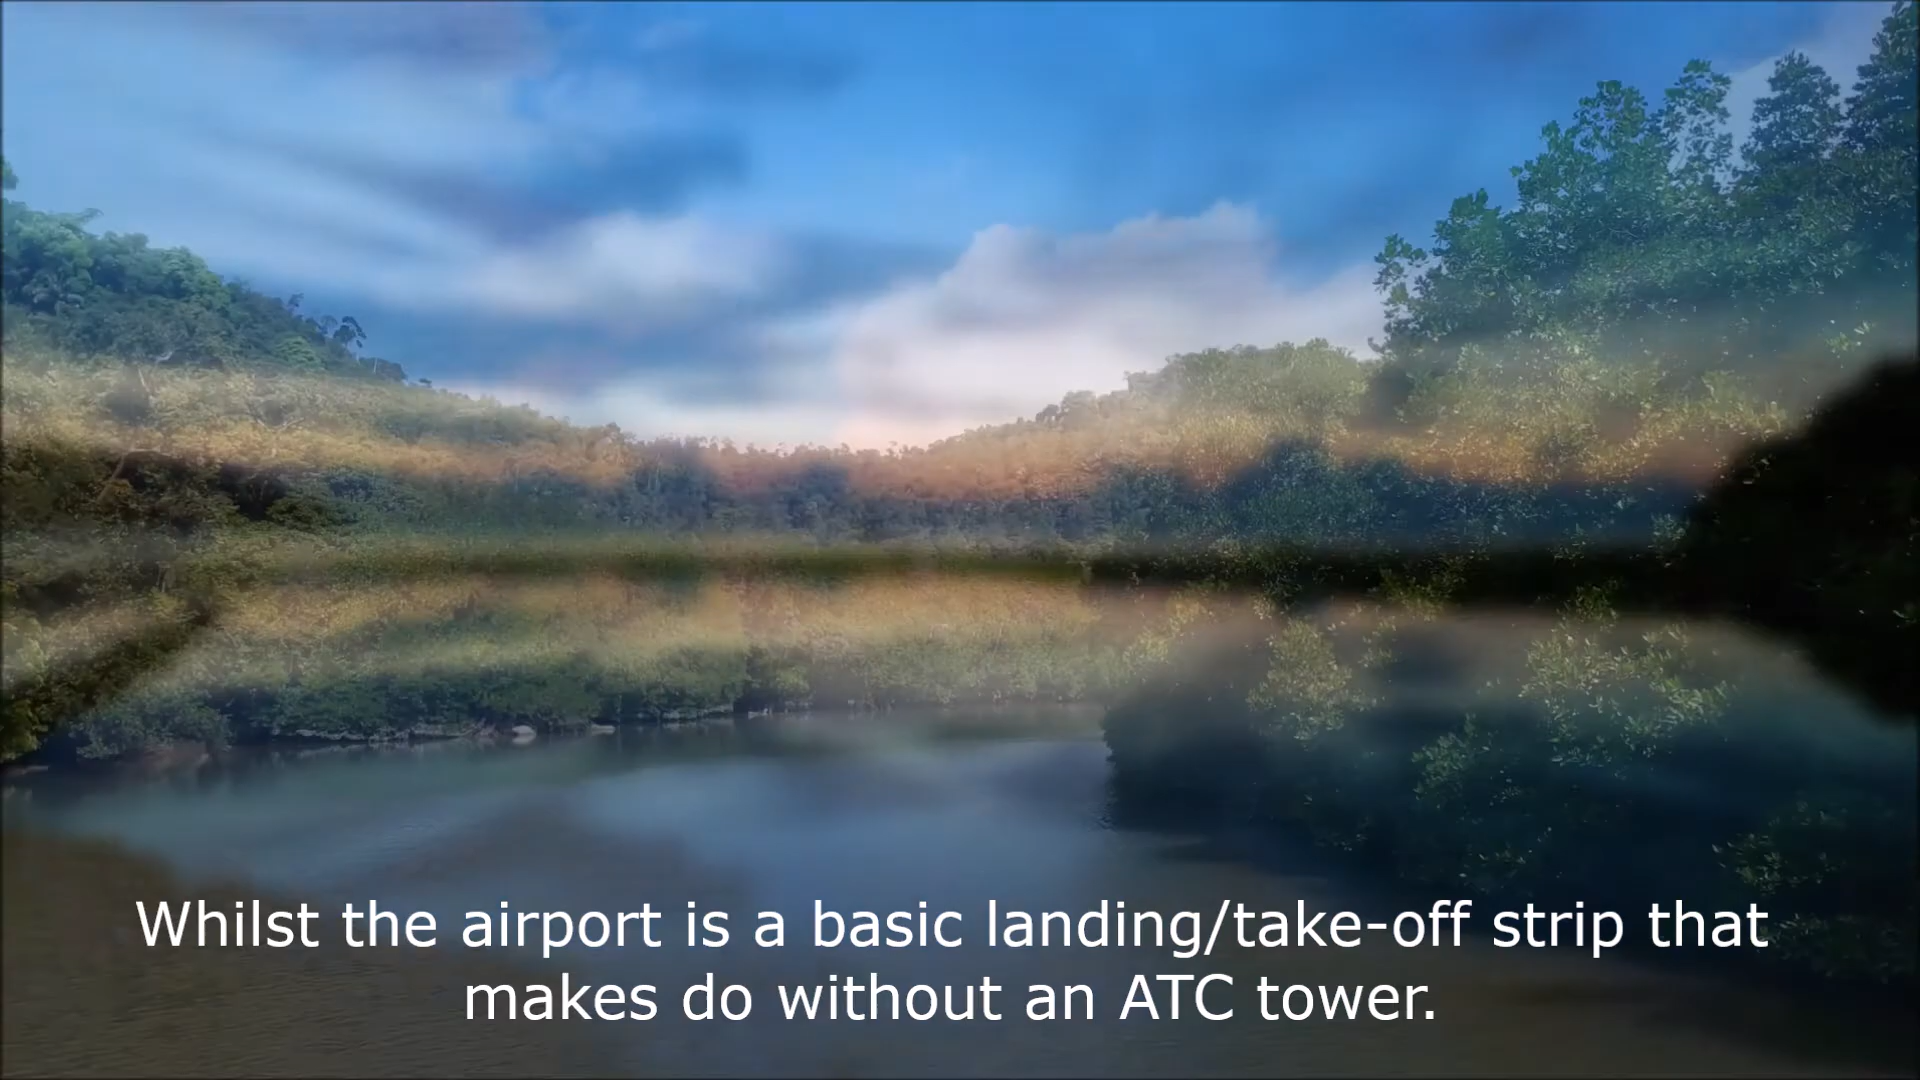 Whilst the airport is a basic landing/take-off strip that
makes do without an ATC tower.